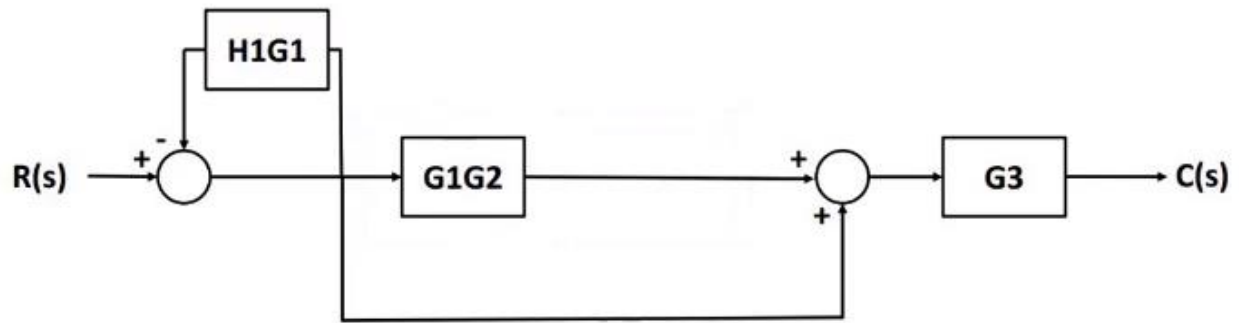 H1G1
-
+
R(s)
G1G2
+
+
G3
C(s)